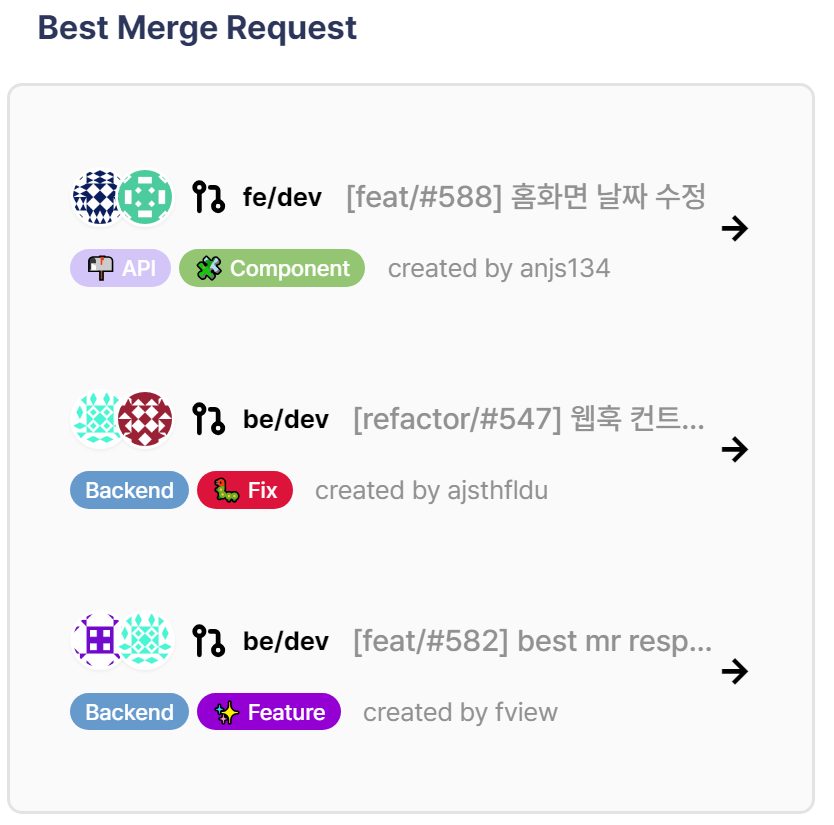 Best Merge Request
fe/dev [feat/#588] 홈화면 날짜 수정
API Component created by anjs134
be/dev [refactor/#547] 웹훅 컨트...
Backend Fix created by ajsthfldu
be/dev [feat/#582] best mr resp...
Backend Feature created by fview